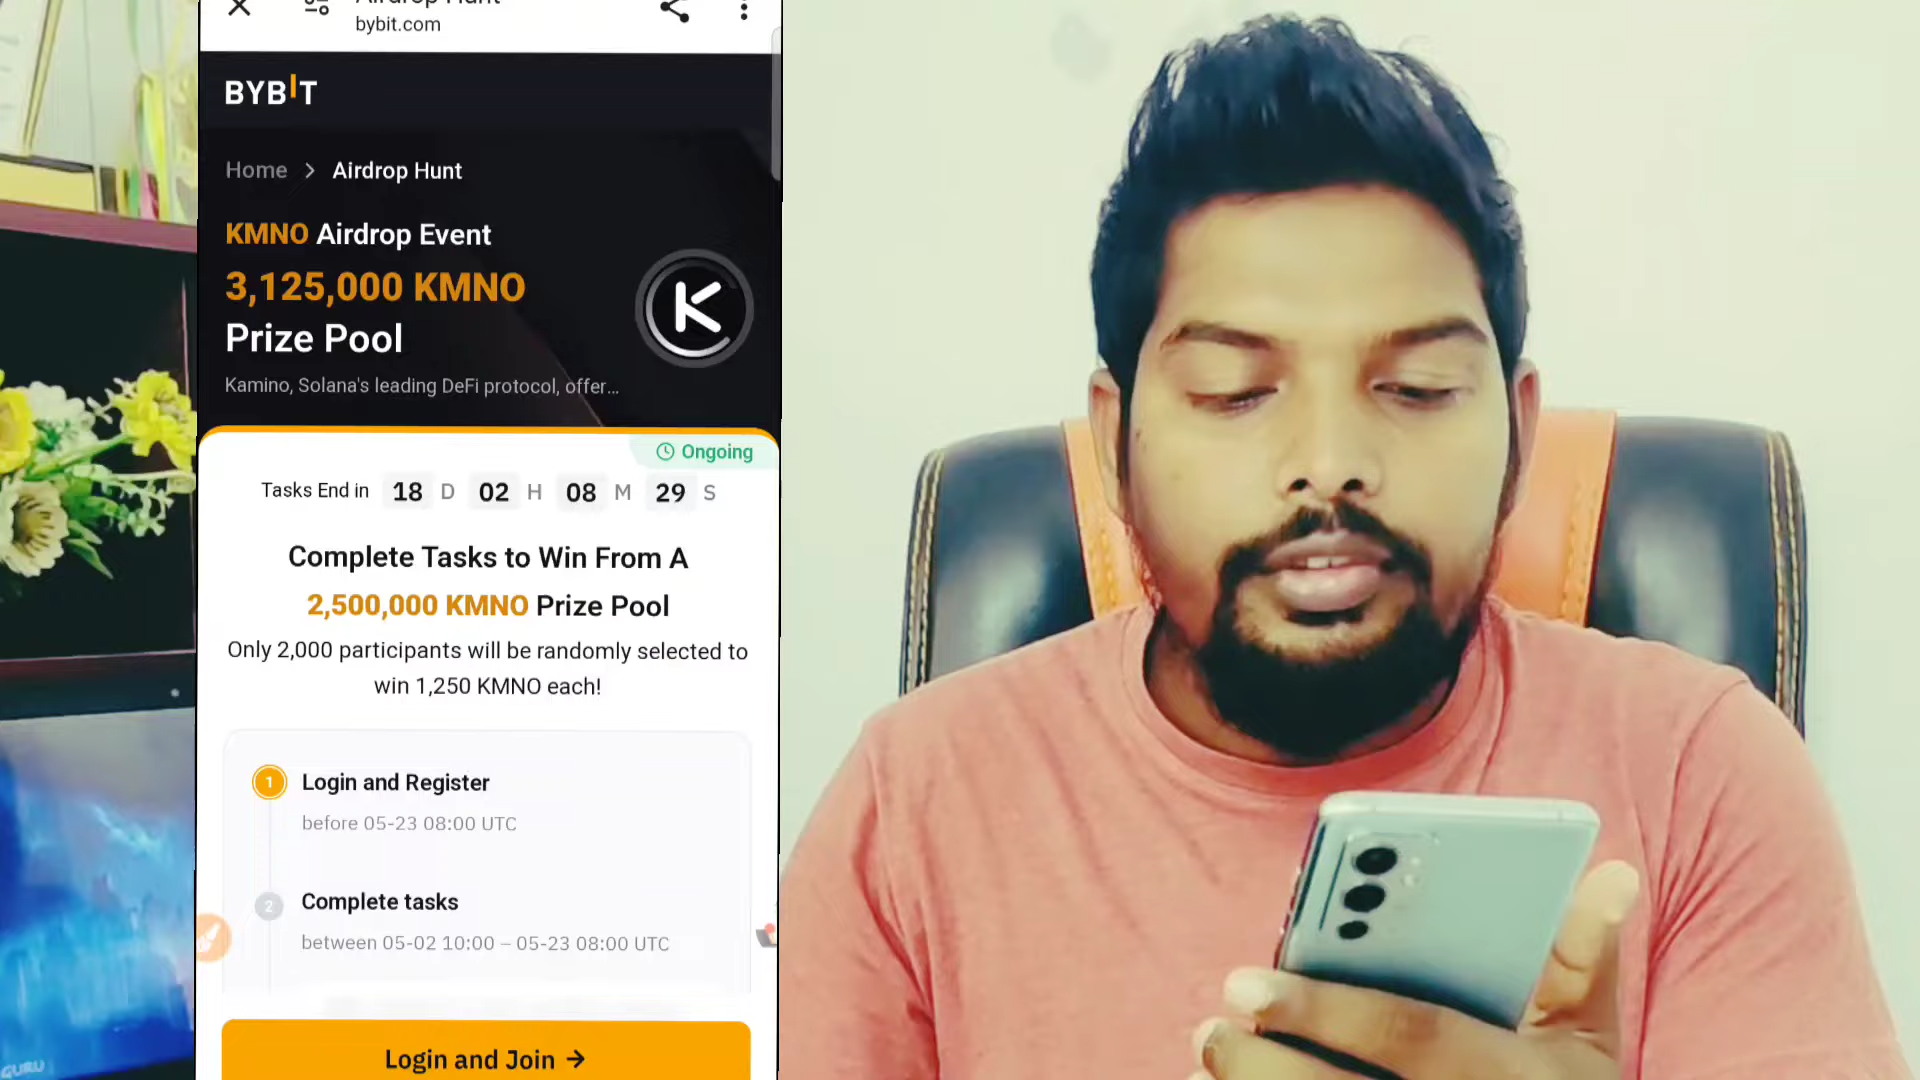 bybit.com
BYBIT
Home > Airdrop Hunt
KMNO Airdrop Event
3,125,000 KMNO
Prize Pool
Kamino, Solana's leading DeFi protocol, offer...
Ongoing
Tasks End in 18 D 02 H 08 M 29 S
Complete Tasks to Win From A
2,500,000 KMNO Prize Pool
Only 2,000 participants will be randomly selected to
win 1,250 KMNO each!
1 Login and Register
before 05-23 08:00 UTC
2 Complete tasks
between 05-02 10:00 – 05-23 08:00 UTC
Login and Join →
GURU